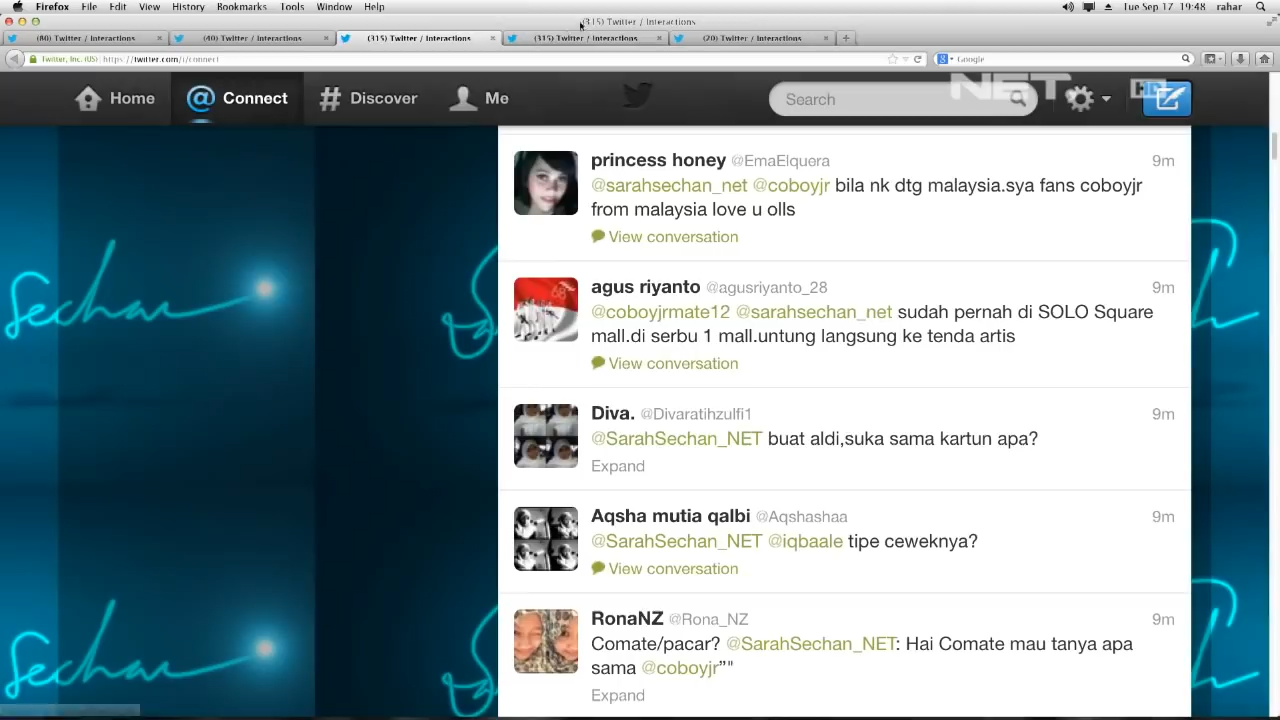 Firefox File Edit View History Bookmarks Tools Window Help Tue Sep 17 19:48 rahar
(315) Twitter / Interactions
(80) Twitter / Interactions (40) Twitter / Interactions (315) Twitter / Interactions (315) Twitter / Interactions (20) Twitter / Interactions
Twitter, Inc. (US) https://twitter.com/i/connect Google
Home Connect Discover Me Search NET HD
princess honey @EmaElquera 9m
@sarahsechan_net @coboyjr bila nk dtg malaysia.sya fans coboyjr
from malaysia love u olls
View conversation
agus riyanto @agusriyanto_28 9m
@coboyjrmate12 @sarahsechan_net sudah pernah di SOLO Square
mall.di serbu 1 mall.untung langsung ke tenda artis
View conversation
Diva. @Divaratihzulfi1 9m
@SarahSechan_NET buat aldi,suka sama kartun apa?
Expand
Aqsha mutia qalbi @Aqshashaa 9m
@SarahSechan_NET @iqbaale tipe ceweknya?
View conversation
RonaNZ @Rona_NZ 9m
Comate/pacar? @SarahSechan_NET: Hai Comate mau tanya apa
sama @coboyjr”"
Expand
Sechan
Sechan